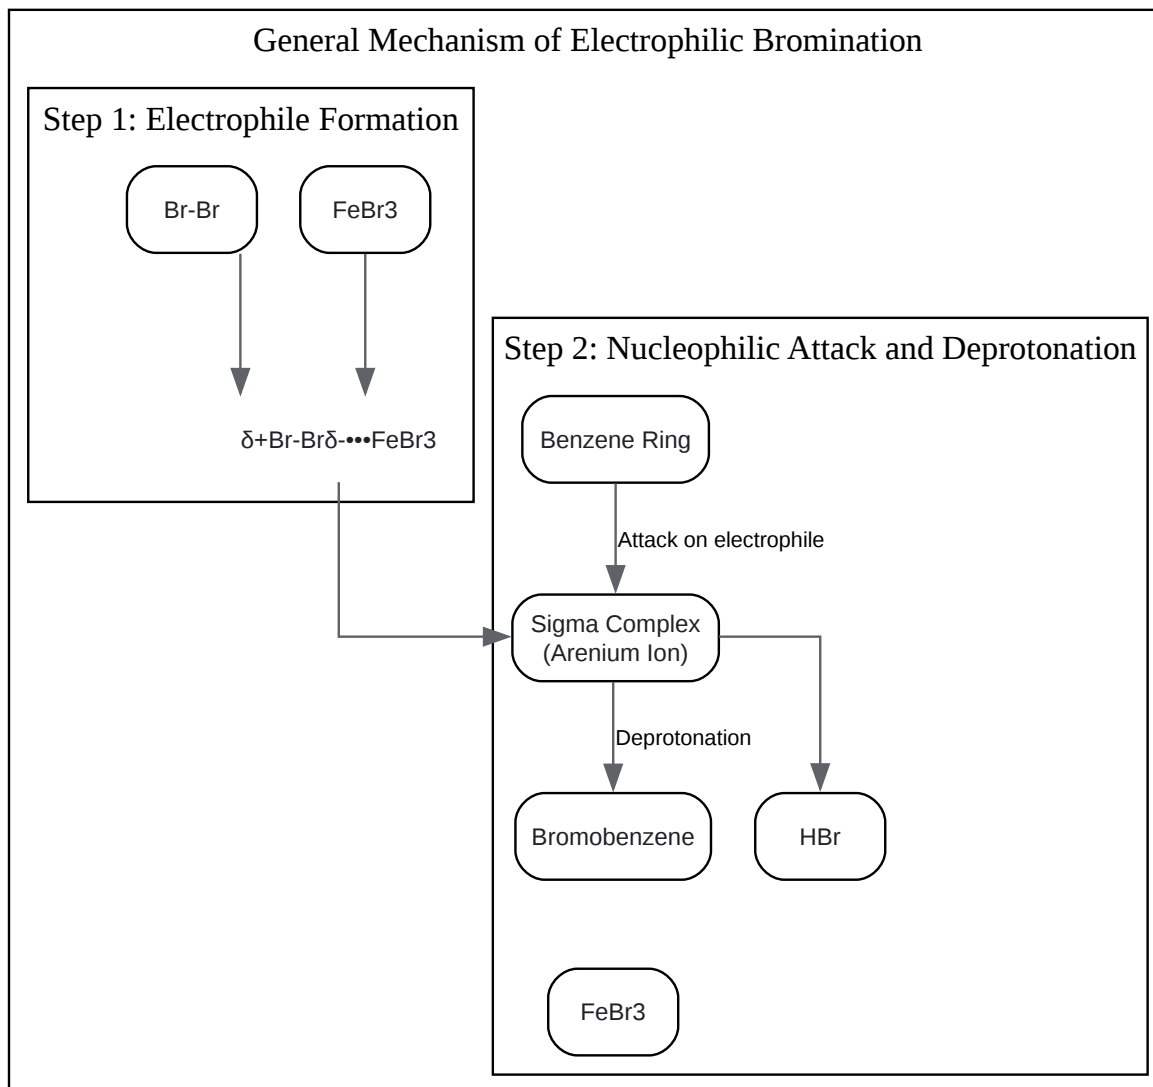 General Mechanism of Electrophilic Bromination
Step 1: Electrophile Formation
Br-Br
FeBr3
δ+Br-Brδ-•••FeBr3
Step 2: Nucleophilic Attack and Deprotonation
Benzene Ring
Attack on electrophile
Sigma Complex
(Arenium Ion)
Deprotonation
Bromobenzene
HBr
FeBr3